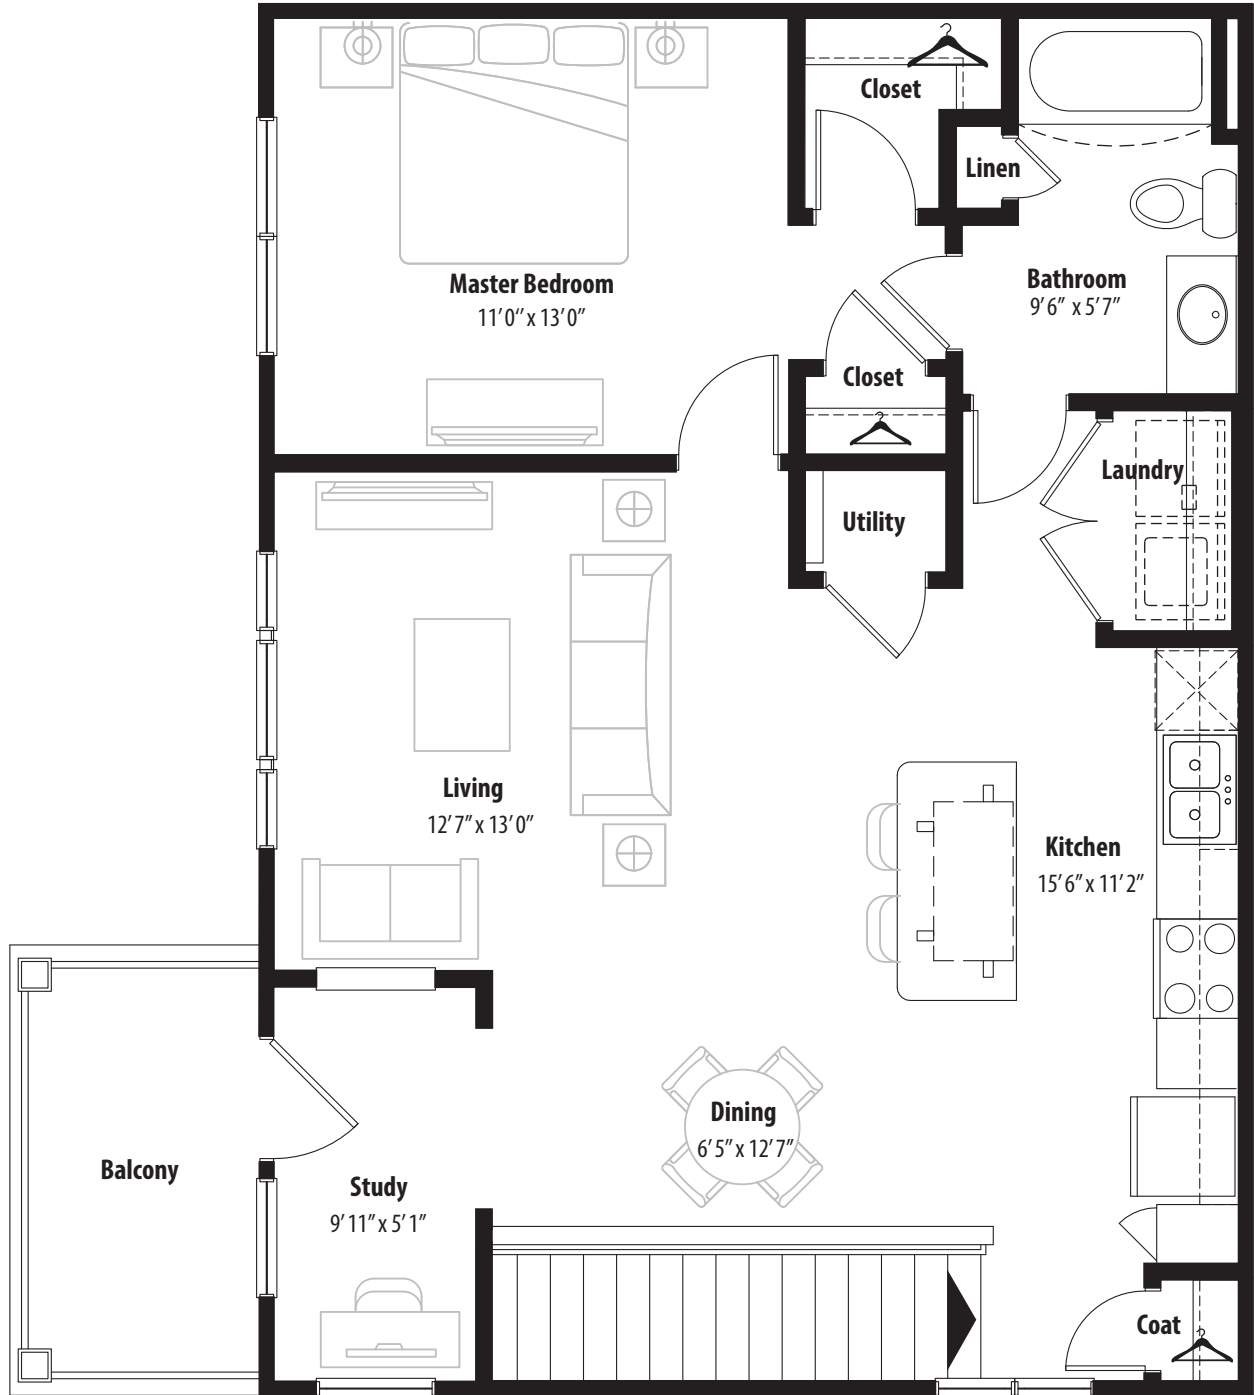 Closet
Linen
Master Bedroom
11'0" x 13'0"
Bathroom
9'6" x 5'7"
Closet
Laundry
Utility
Living
12'7" x 13'0"
Kitchen
15'6" x 11'2"
Dining
6'5" x 12'7"
Balcony
Study
9'11" x 5'1"
Coat